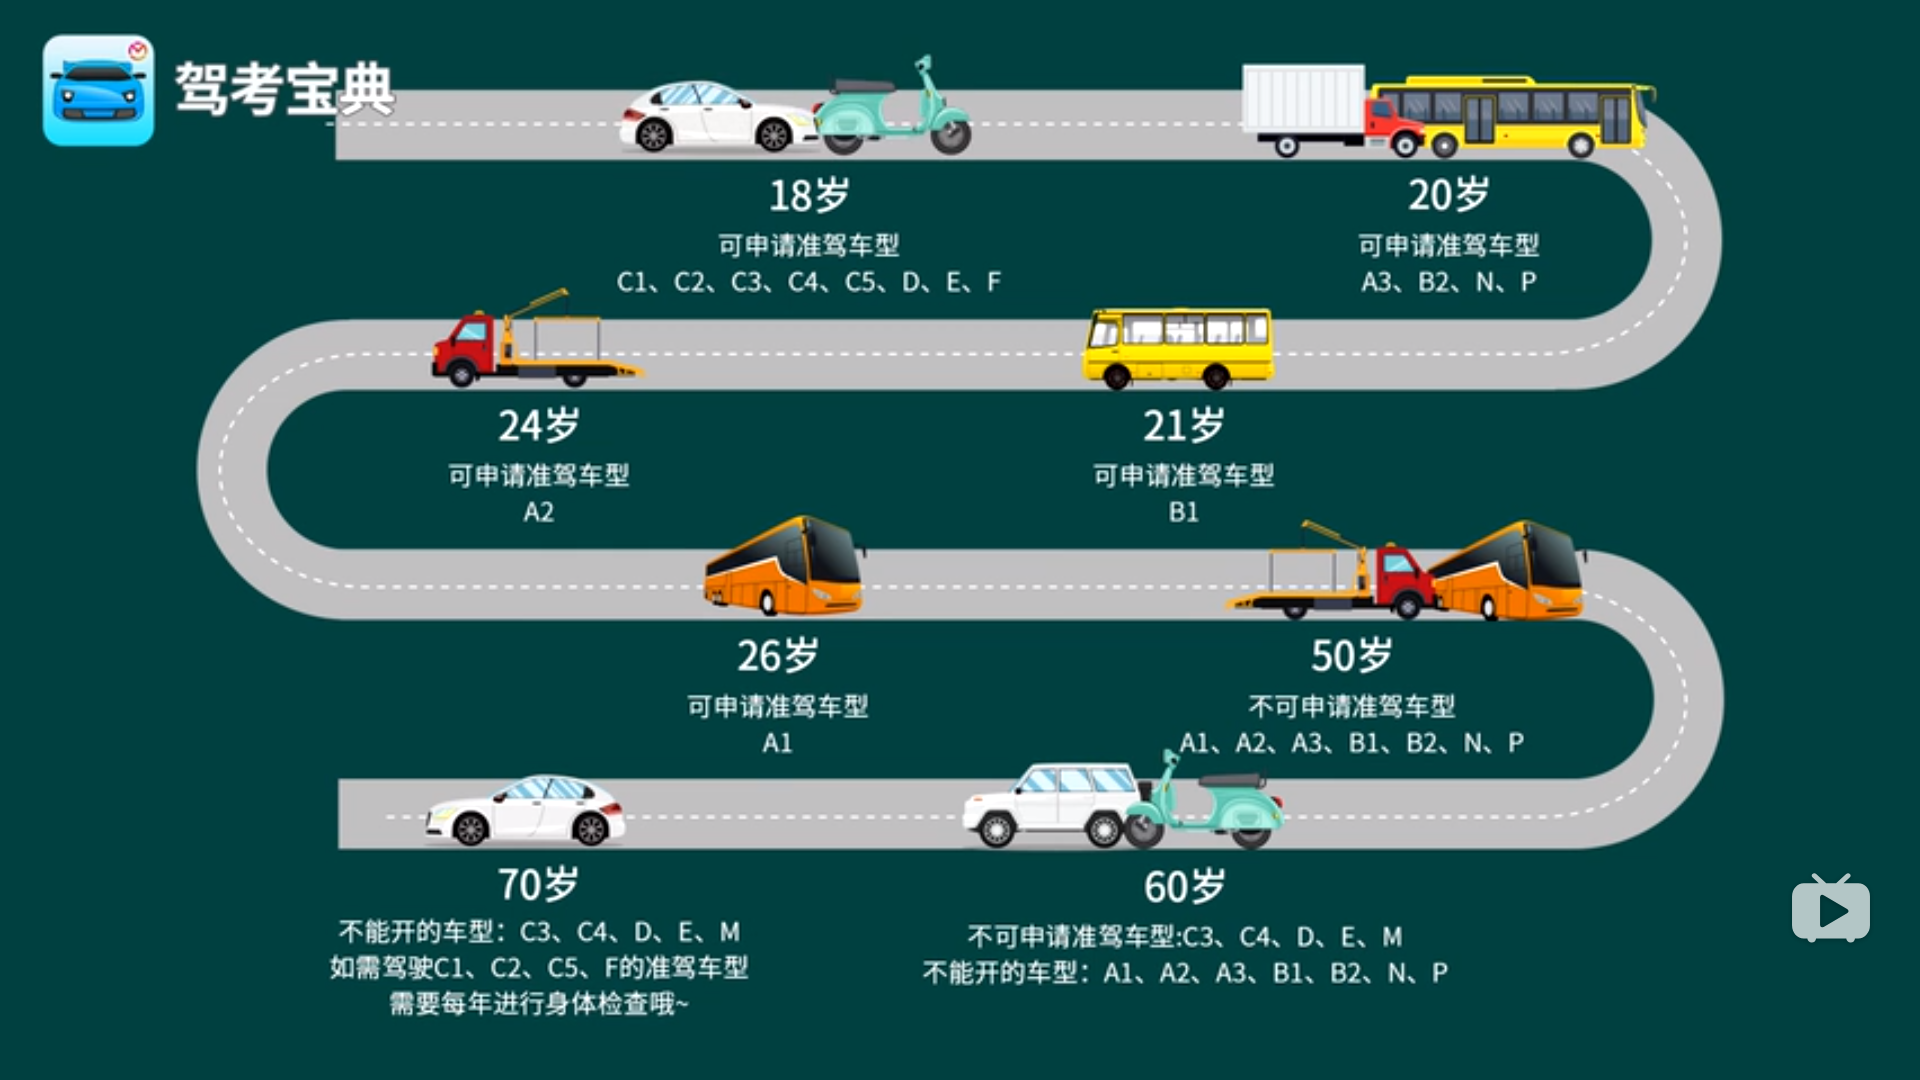 驾考宝典
18岁
可申请准驾车型
C1、C2、C3、C4、C5、D、E、F
20岁
可申请准驾车型
A3、B2、N、P
24岁
可申请准驾车型
A2
21岁
可申请准驾车型
B1
26岁
可申请准驾车型
A1
50岁
不可申请准驾车型
A1、A2、A3、B1、B2、N、P
70岁
不能开的车型：C3、C4、D、E、M
如需驾驶C1、C2、C5、F的准驾车型
需要每年进行身体检查哦~
60岁
不可申请准驾车型:C3、C4、D、E、M
不能开的车型：A1、A2、A3、B1、B2、N、P